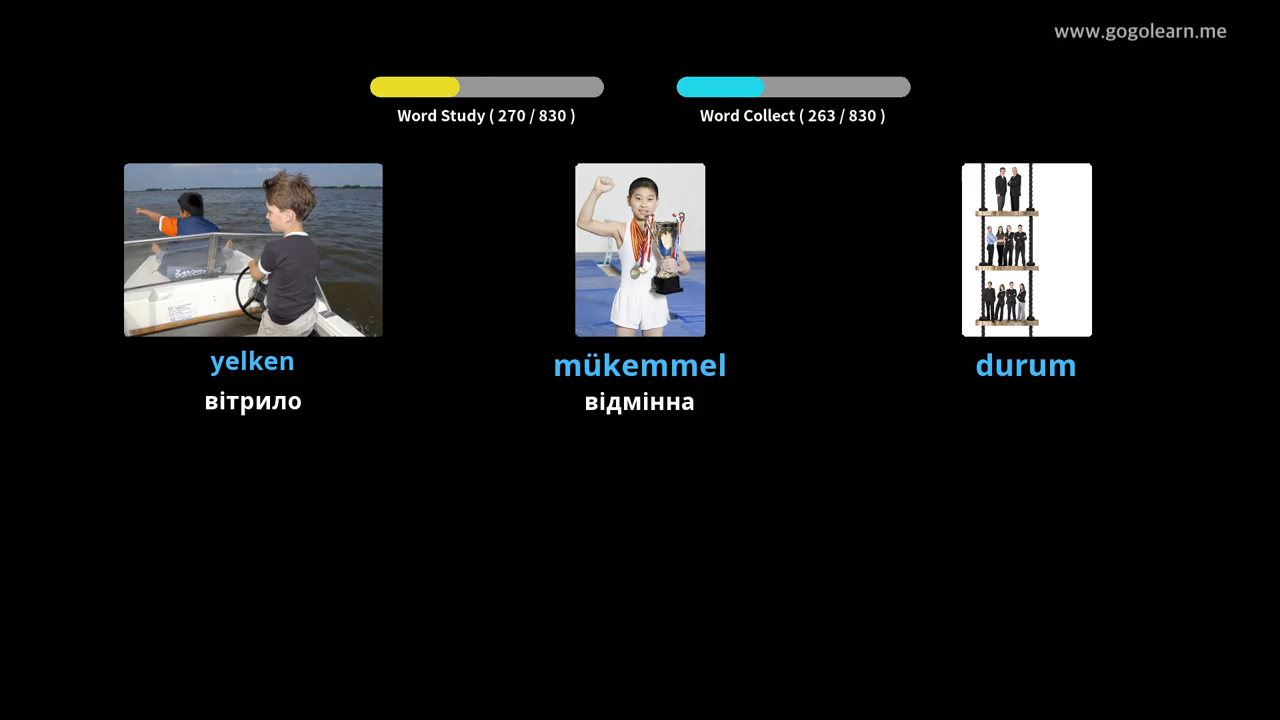 www.gogolearn.me
Word Study ( 270 / 830 )
Word Collect ( 263 / 830 )
yelken
mükemmel
durum
вітрило
відмінна